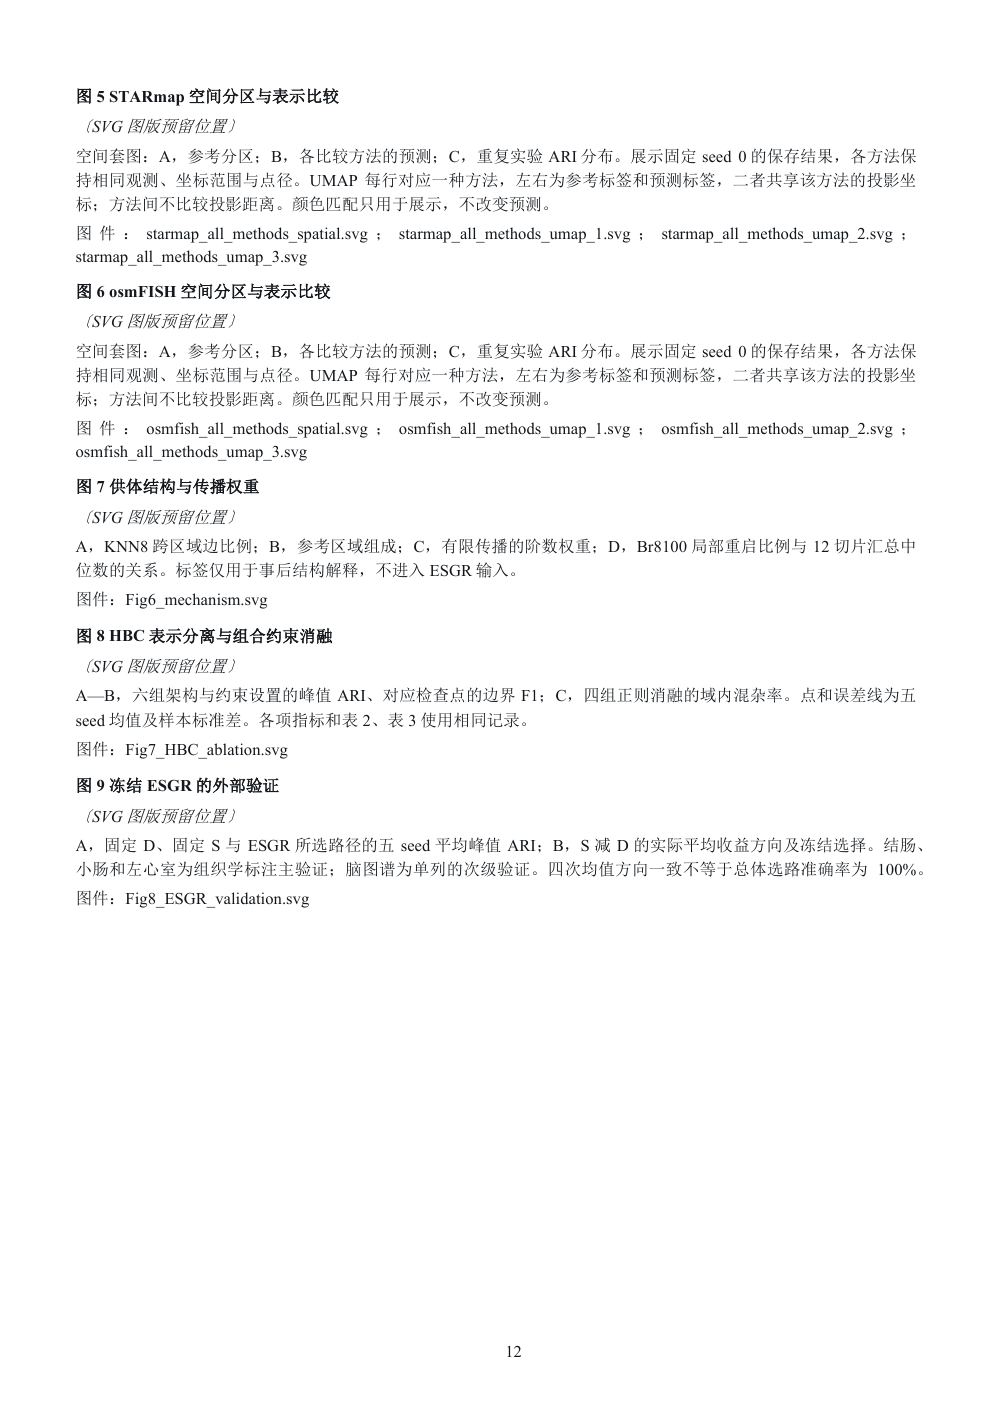 图 5 STARmap 空间分区与表示比较
〔SVG 图版预留位置〕
空间套图：A，参考分区；B，各比较方法的预测；C，重复实验 ARI 分布。展示固定 seed 0 的保存结果，各方法保
持相同观测、坐标范围与点径。UMAP 每行对应一种方法，左右为参考标签和预测标签，二者共享该方法的投影坐
标；方法间不比较投影距离。颜色匹配只用于展示，不改变预测。
图件： starmap_all_methods_spatial.svg ； starmap_all_methods_umap_1.svg ； starmap_all_methods_umap_2.svg ；
starmap_all_methods_umap_3.svg
图 6 osmFISH 空间分区与表示比较
〔SVG 图版预留位置〕
空间套图：A，参考分区；B，各比较方法的预测；C，重复实验 ARI 分布。展示固定 seed 0 的保存结果，各方法保
持相同观测、坐标范围与点径。UMAP 每行对应一种方法，左右为参考标签和预测标签，二者共享该方法的投影坐
标；方法间不比较投影距离。颜色匹配只用于展示，不改变预测。
图件： osmfish_all_methods_spatial.svg ； osmfish_all_methods_umap_1.svg ； osmfish_all_methods_umap_2.svg ；
osmfish_all_methods_umap_3.svg
图 7 供体结构与传播权重
〔SVG 图版预留位置〕
A，KNN8 跨区域边比例；B，参考区域组成；C，有限传播的阶数权重；D，Br8100 局部重启比例与 12 切片汇总中
位数的关系。标签仅用于事后结构解释，不进入 ESGR 输入。
图件：Fig6_mechanism.svg
图 8 HBC 表示分离与组合约束消融
〔SVG 图版预留位置〕
A—B，六组架构与约束设置的峰值 ARI、对应检查点的边界 F1；C，四组正则消融的域内混杂率。点和误差线为五
seed 均值及样本标准差。各项指标和表 2、表 3 使用相同记录。
图件：Fig7_HBC_ablation.svg
图 9 冻结 ESGR 的外部验证
〔SVG 图版预留位置〕
A，固定 D、固定 S 与 ESGR 所选路径的五 seed 平均峰值 ARI；B，S 减 D 的实际平均收益方向及冻结选择。结肠、
小肠和左心室为组织学标注主验证；脑图谱为单列的次级验证。四次均值方向一致不等于总体选路准确率为 100%。
图件：Fig8_ESGR_validation.svg
12